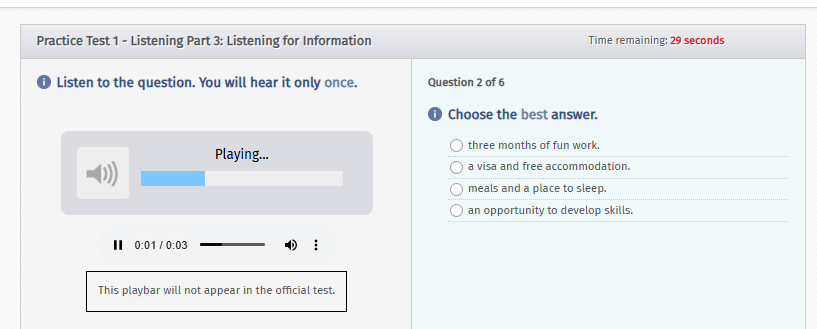 Practice Test 1 - Listening Part 3: Listening for Information
Time remaining: 29 seconds
Listen to the question. You will hear it only once.
Playing...
0:01 / 0:03
This playbar will not appear in the official test.
Question 2 of 6
Choose the best answer.
three months of fun work.
a visa and free accommodation.
meals and a place to sleep.
an opportunity to develop skills.